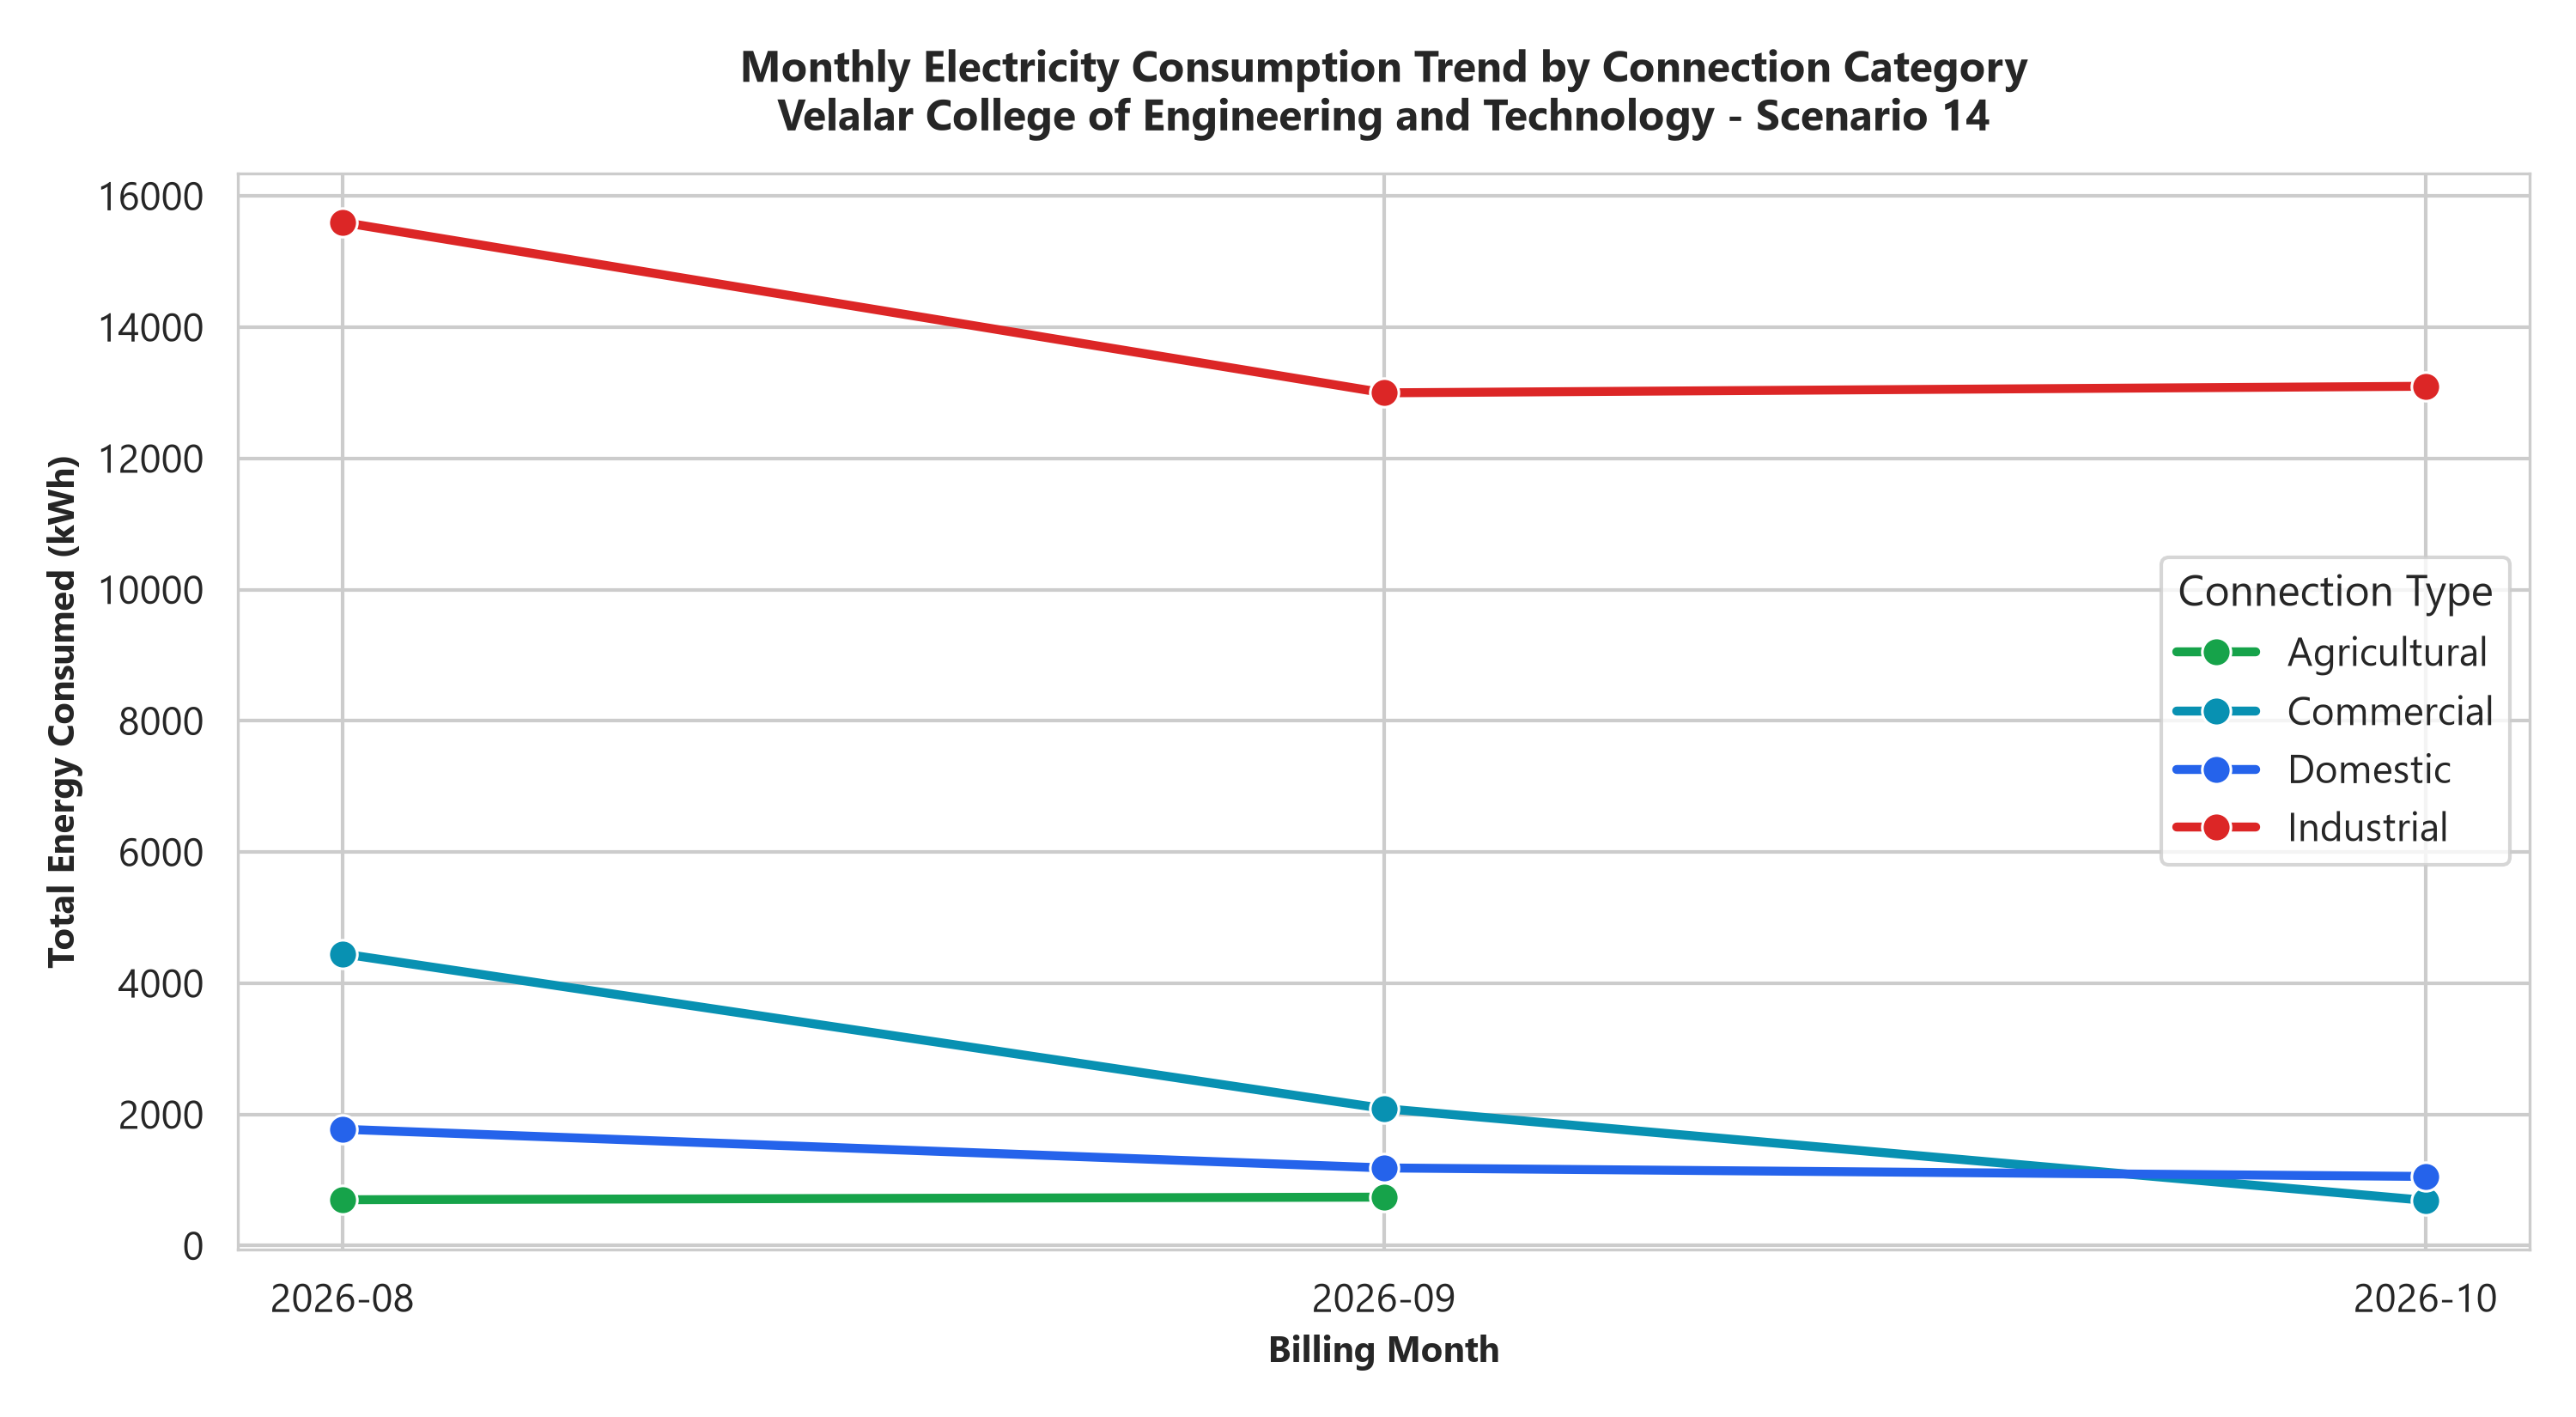 Monthly Electricity Consumption Trend by Connection Category
Velalar College of Engineering and Technology - Scenario 14
Total Energy Consumed (kWh)
16000
14000
12000
10000
8000
6000
4000
2000
0
Connection Type
Agricultural
Commercial
Domestic
Industrial
2026-08
2026-09
2026-10
Billing Month